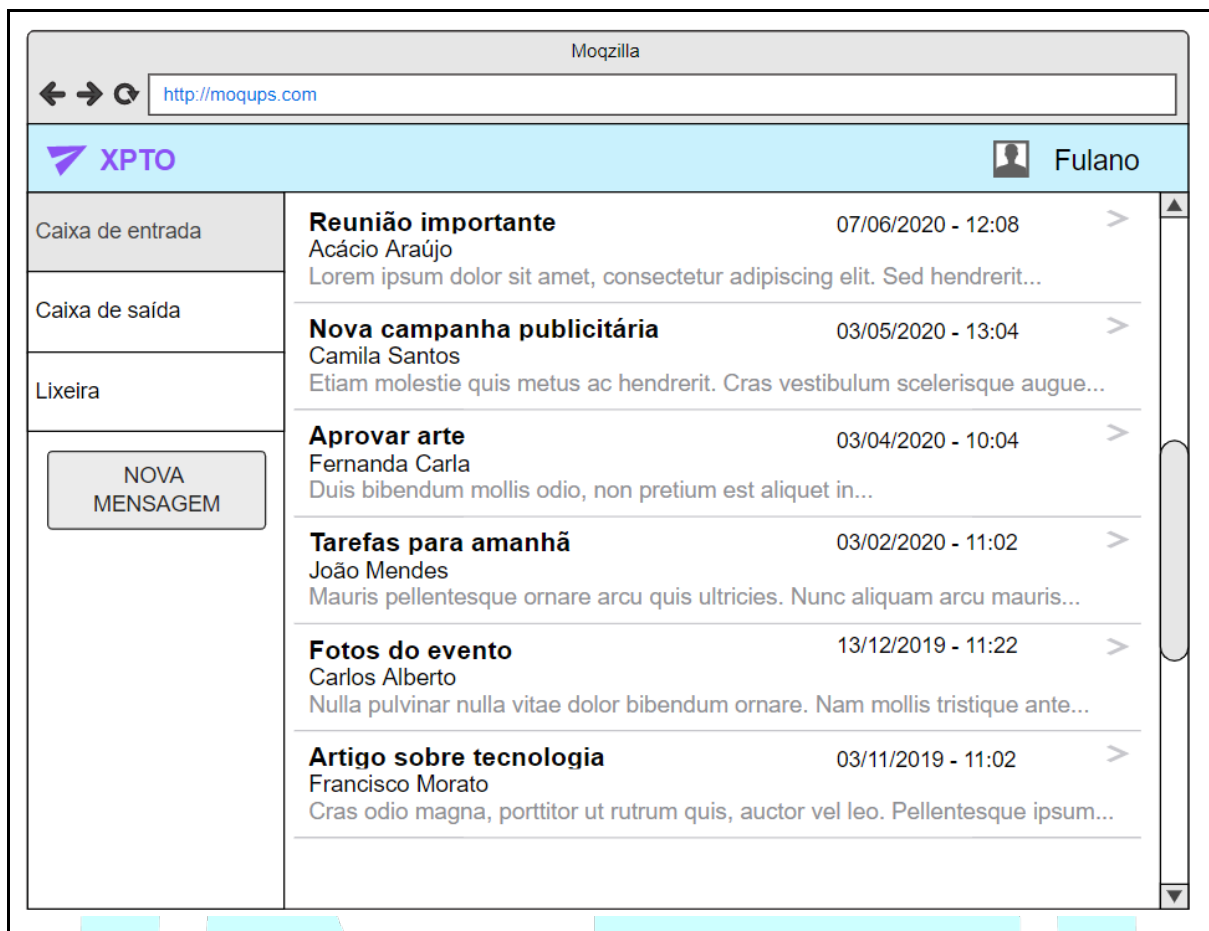 Moqzilla
http://moqups.com
XPTO
Fulano
Caixa de entrada
Caixa de saída
Lixeira
NOVA
MENSAGEM
Reunião importante 07/06/2020 - 12:08 >
Acácio Araújo
Lorem ipsum dolor sit amet, consectetur adipiscing elit. Sed hendrerit...
Nova campanha publicitária 03/05/2020 - 13:04 >
Camila Santos
Etiam molestie quis metus ac hendrerit. Cras vestibulum scelerisque augue...
Aprovar arte 03/04/2020 - 10:04 >
Fernanda Carla
Duis bibendum mollis odio, non pretium est aliquet in...
Tarefas para amanhã 03/02/2020 - 11:02 >
João Mendes
Mauris pellentesque ornare arcu quis ultricies. Nunc aliquam arcu mauris...
Fotos do evento 13/12/2019 - 11:22 >
Carlos Alberto
Nulla pulvinar nulla vitae dolor bibendum ornare. Nam mollis tristique ante...
Artigo sobre tecnologia 03/11/2019 - 11:02 >
Francisco Morato
Cras odio magna, porttitor ut rutrum quis, auctor vel leo. Pellentesque ipsum...